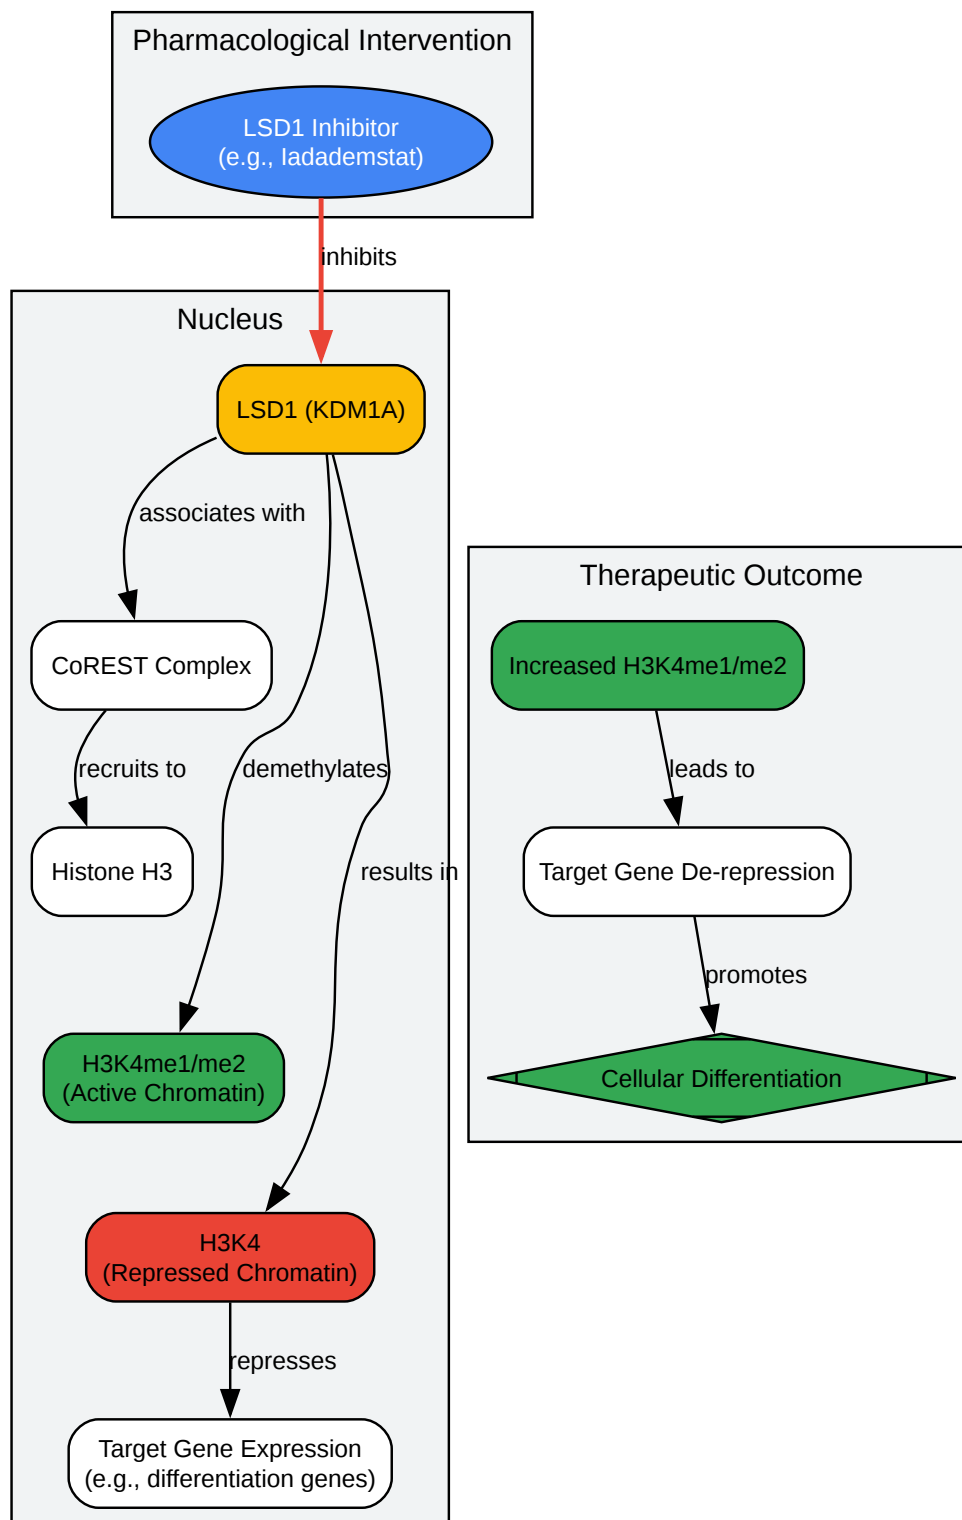 Pharmacological Intervention
LSD1 Inhibitor
(e.g., Iadademstat)
inhibits
Nucleus
LSD1 (KDM1A)
associates with
CoREST Complex
recruits to
Histone H3
demethylates
results in
H3K4me1/me2
(Active Chromatin)
H3K4
(Repressed Chromatin)
represses
Target Gene Expression
(e.g., differentiation genes)
Therapeutic Outcome
Increased H3K4me1/me2
leads to
Target Gene De-repression
promotes
Cellular Differentiation